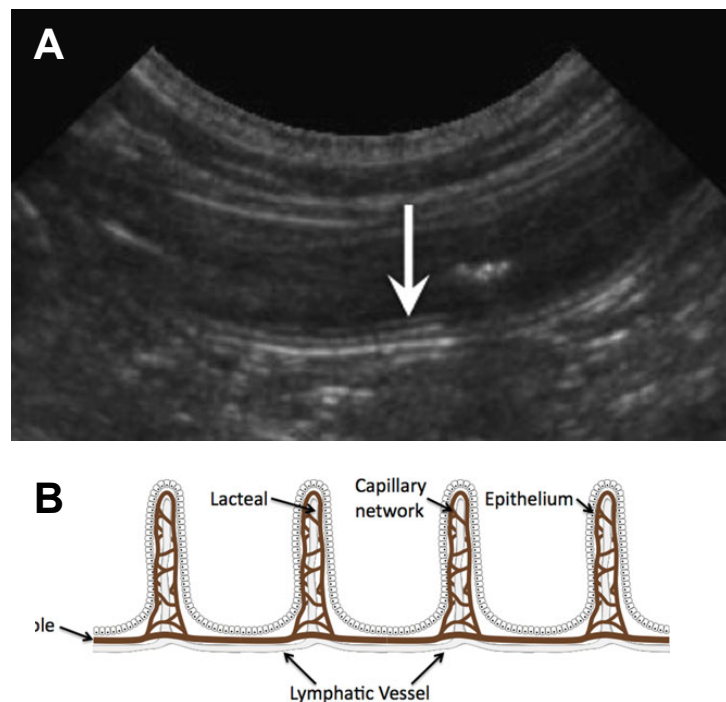 A
B
Lacteal
Capillary
network
Epithelium
ole
Lymphatic Vessel